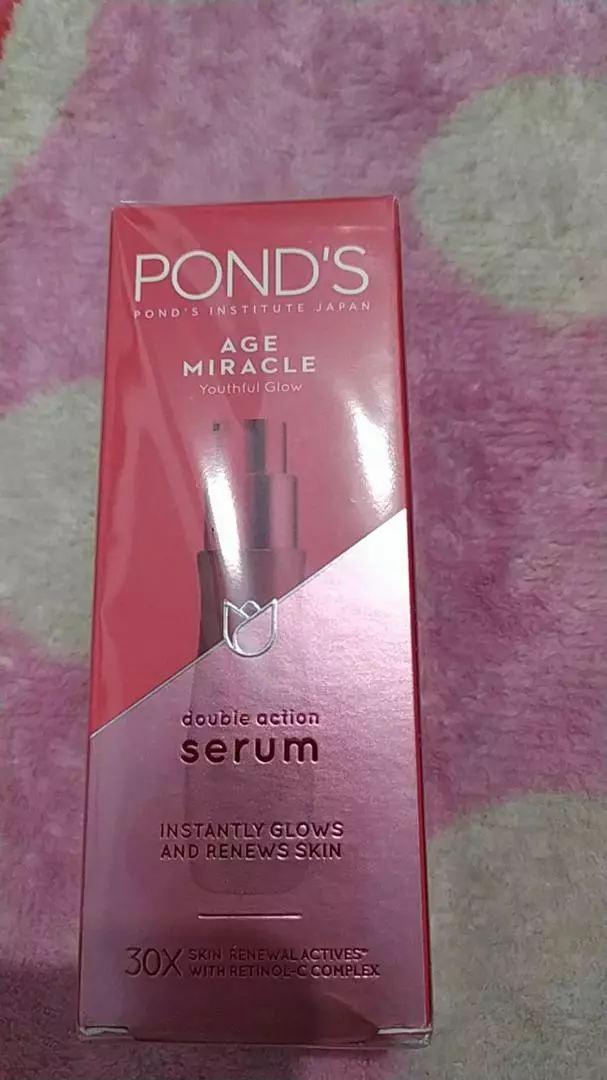 POND'S
POND'S INSTITUTE JAPAN
AGE
MIRACLE
Youthful Glow
double action
serum
INSTANTLY GLOWS
AND RENEWS SKIN
30X SKIN RENEWAL ACTIVES™
WITH RETINOL-C COMPLEX